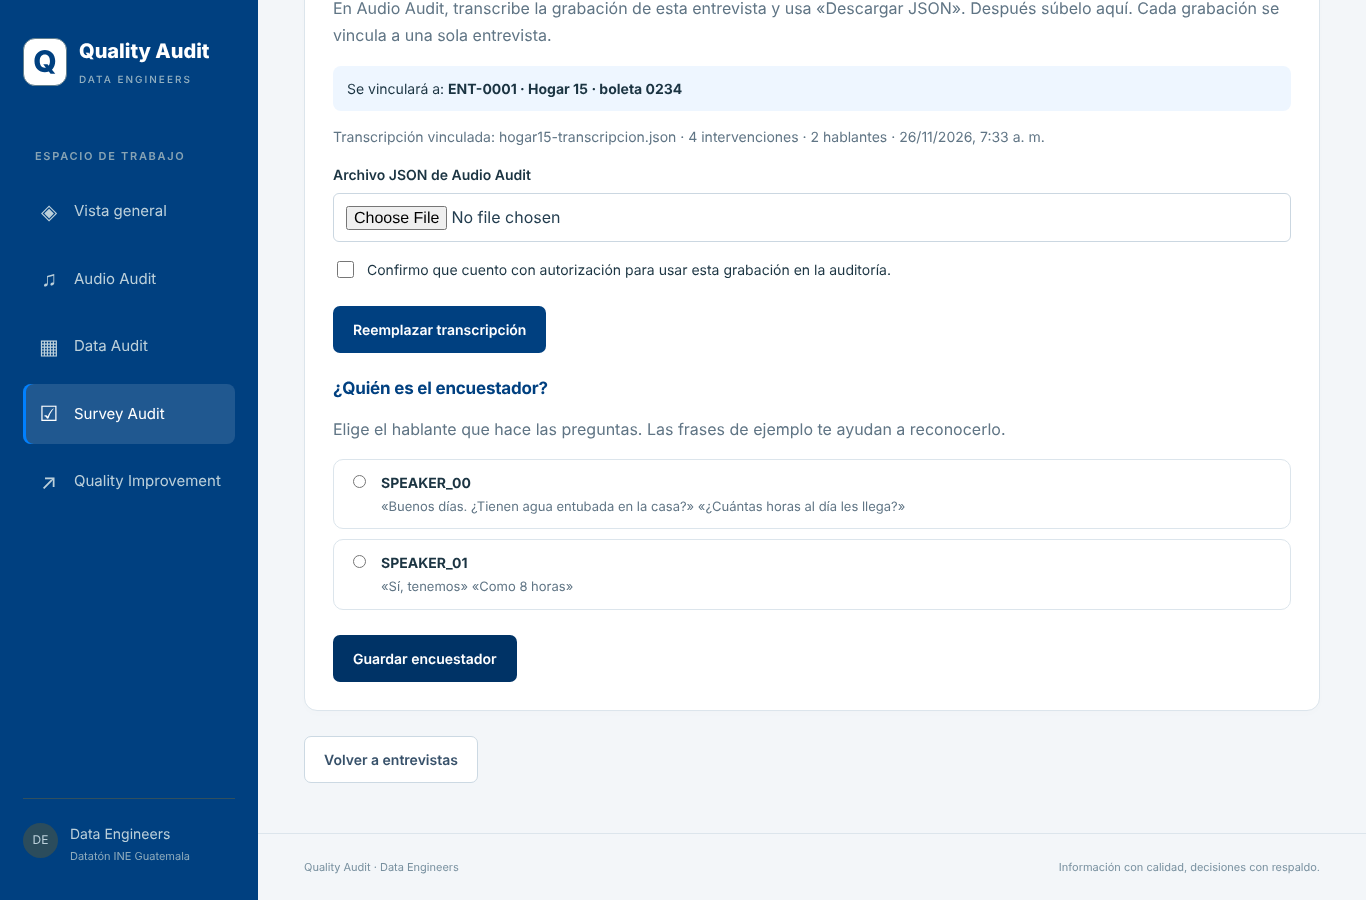 Q
Quality Audit
DATA ENGINEERS
ESPACIO DE TRABAJO
Vista general
Audio Audit
Data Audit
Survey Audit
Quality Improvement
DE
Data Engineers
Datatón INE Guatemala
En Audio Audit, transcribe la grabación de esta entrevista y usa «Descargar JSON». Después súbelo aquí. Cada grabación se
vincula a una sola entrevista.
Se vinculará a: ENT-0001 · Hogar 15 · boleta 0234
Transcripción vinculada: hogar15-transcripcion.json · 4 intervenciones · 2 hablantes · 26/11/2026, 7:33 a. m.
Archivo JSON de Audio Audit
Choose File No file chosen
Confirmo que cuento con autorización para usar esta grabación en la auditoría.
Reemplazar transcripción
¿Quién es el encuestador?
Elige el hablante que hace las preguntas. Las frases de ejemplo te ayudan a reconocerlo.
SPEAKER_00
«Buenos días. ¿Tienen agua entubada en la casa?» «¿Cuántas horas al día les llega?»
SPEAKER_01
«Sí, tenemos» «Como 8 horas»
Guardar encuestador
Volver a entrevistas
Quality Audit · Data Engineers
Información con calidad, decisiones con respaldo.